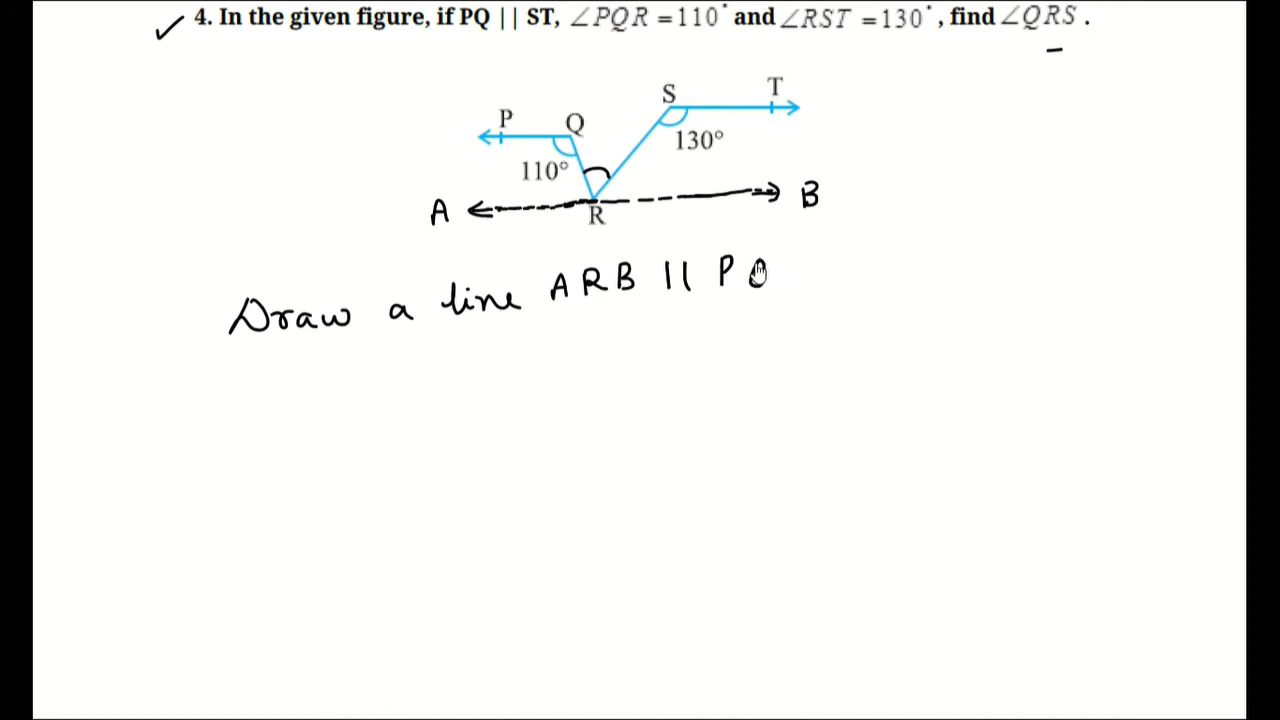 4. In the given figure, if PQ || ST, ∠PQR = 110˚ and ∠RST = 130˚, find ∠QRS .
S T
P Q
130°
110°
A B
R
Draw a line ARB || PQ